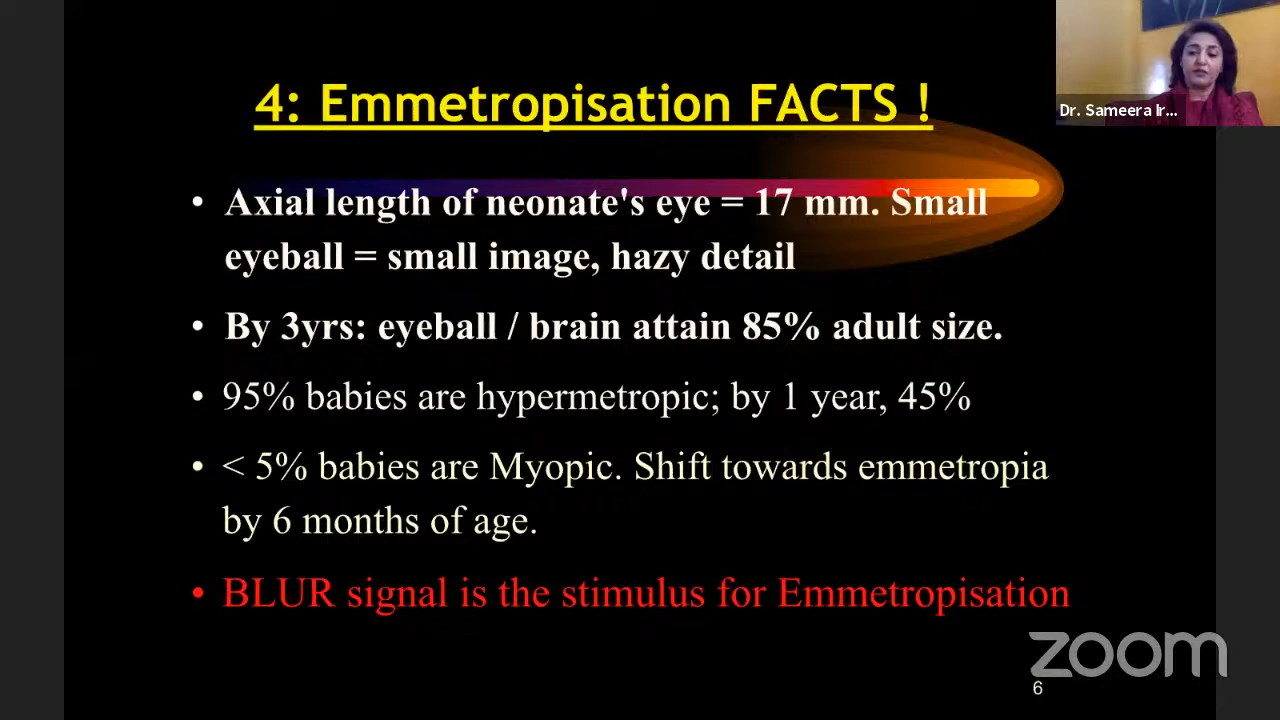 4: Emmetropisation FACTS !
Dr. Sameera Ir...
• Axial length of neonate's eye = 17 mm. Small
eyeball = small image, hazy detail
• By 3yrs: eyeball / brain attain 85% adult size.
• 95% babies are hypermetropic; by 1 year, 45%
• < 5% babies are Myopic. Shift towards emmetropia
by 6 months of age.
• BLUR signal is the stimulus for Emmetropisation
zoom
6